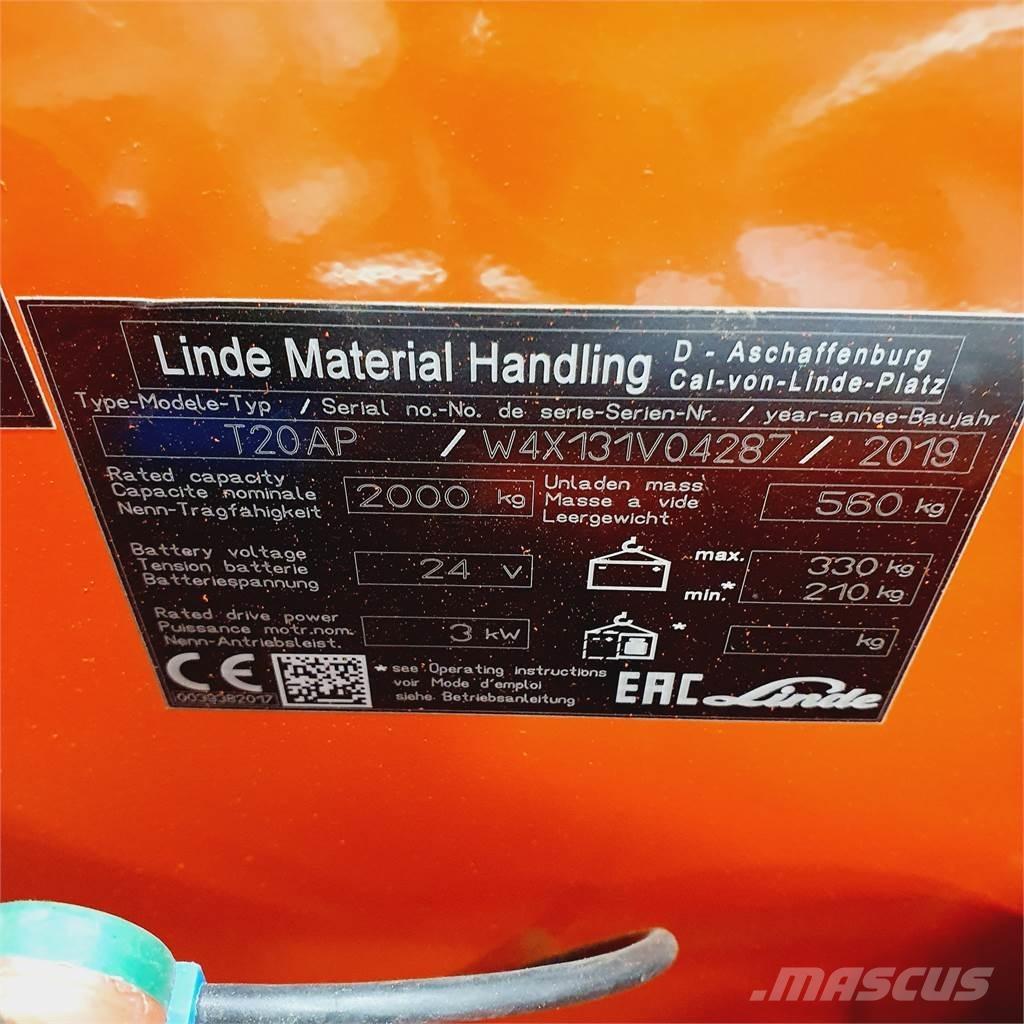 Linde Material Handling D - Aschaffenburg
Cal-von-Linde-Platz
Type-Modele-Typ / Serial no.-No. de serie-Serien-Nr. / year-annee-Baujahr
T20AP / W4X131V04287 / 2019
Rated capacity
Capacite nominale
Nenn-Tragfähigkeit
2000 kg
Unladen mass
Masse a vide
Leergewicht
560 kg
Battery voltage
Tension batterie
Batteriespannung
24 v
max. 330 kg
min.* 210 kg
Rated drive power
Puissance motr.nom.
Nenn-Antriebsleist.
3 kW
* kg
CE
0039382017
* see Operating instructions
voir Mode d'emploi
siehe Betriebsanleitung
EAC Linde
.MASCUS